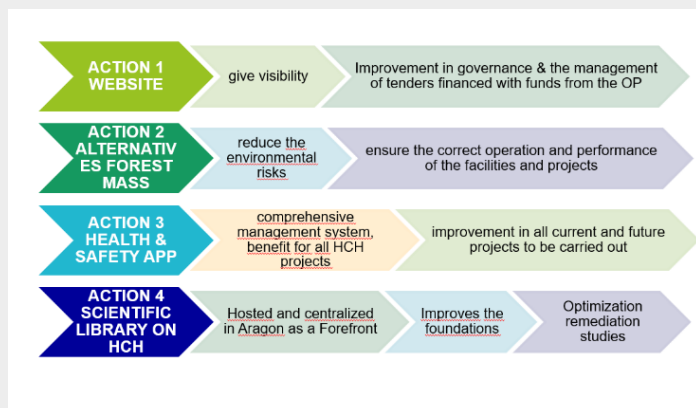 ACTION 1
WEBSITE
give visibility
Improvement in governance & the management
of tenders financed with funds from the OP
ACTION 2
ALTERNATIV
ES FOREST
MASS
reduce the
environmental
risks
ensure the correct operation and performance
of the facilities and projects
ACTION 3
HEALTH &
SAFETY APP
comprehensive
management system,
benefit for all HCH
projects
improvement in all current and future
projects to be carried out
ACTION 4
SCIENTIFIC
LIBRARY ON
HCH
Hosted and centralized
in Aragon as a Forefront
Improves the
foundations
Optimization
remediation
studies